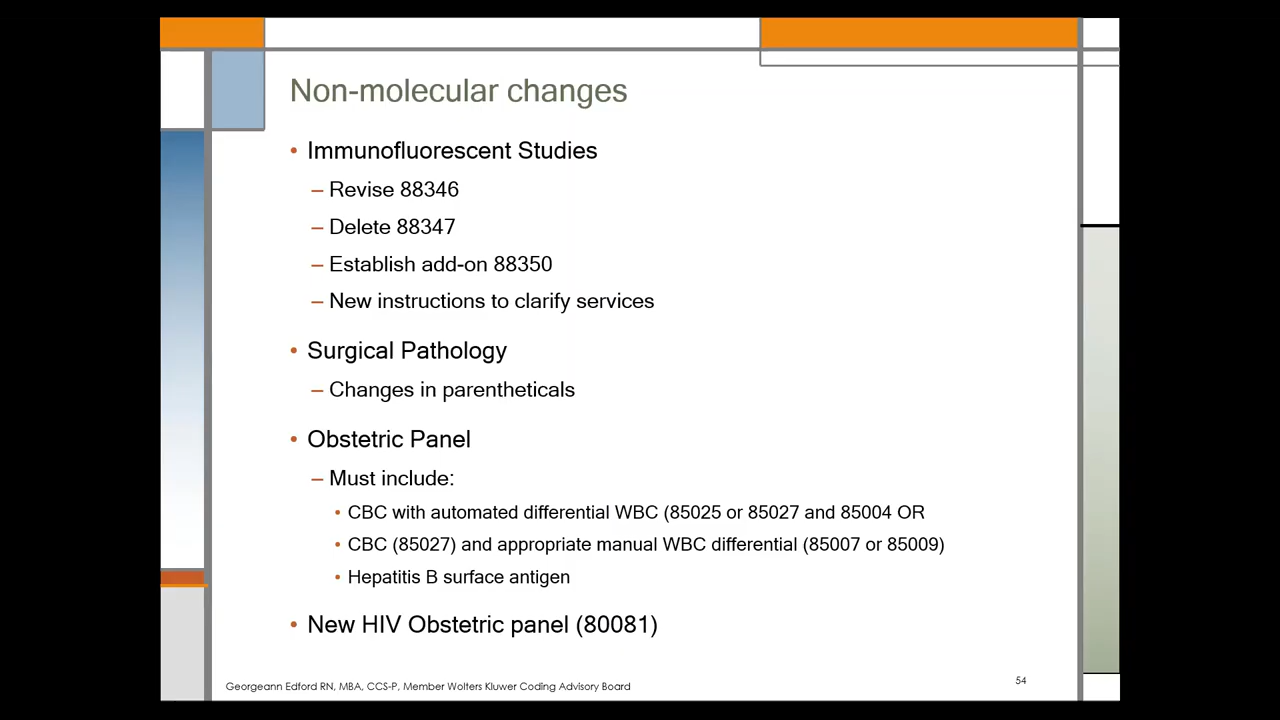 Non-molecular changes
• Immunofluorescent Studies
– Revise 88346
– Delete 88347
– Establish add-on 88350
– New instructions to clarify services
• Surgical Pathology
– Changes in parentheticals
• Obstetric Panel
– Must include:
• CBC with automated differential WBC (85025 or 85027 and 85004 OR
• CBC (85027) and appropriate manual WBC differential (85007 or 85009)
• Hepatitis B surface antigen
• New HIV Obstetric panel (80081)
Georgeann Edford RN, MBA, CCS-P, Member Wolters Kluwer Coding Advisory Board
54